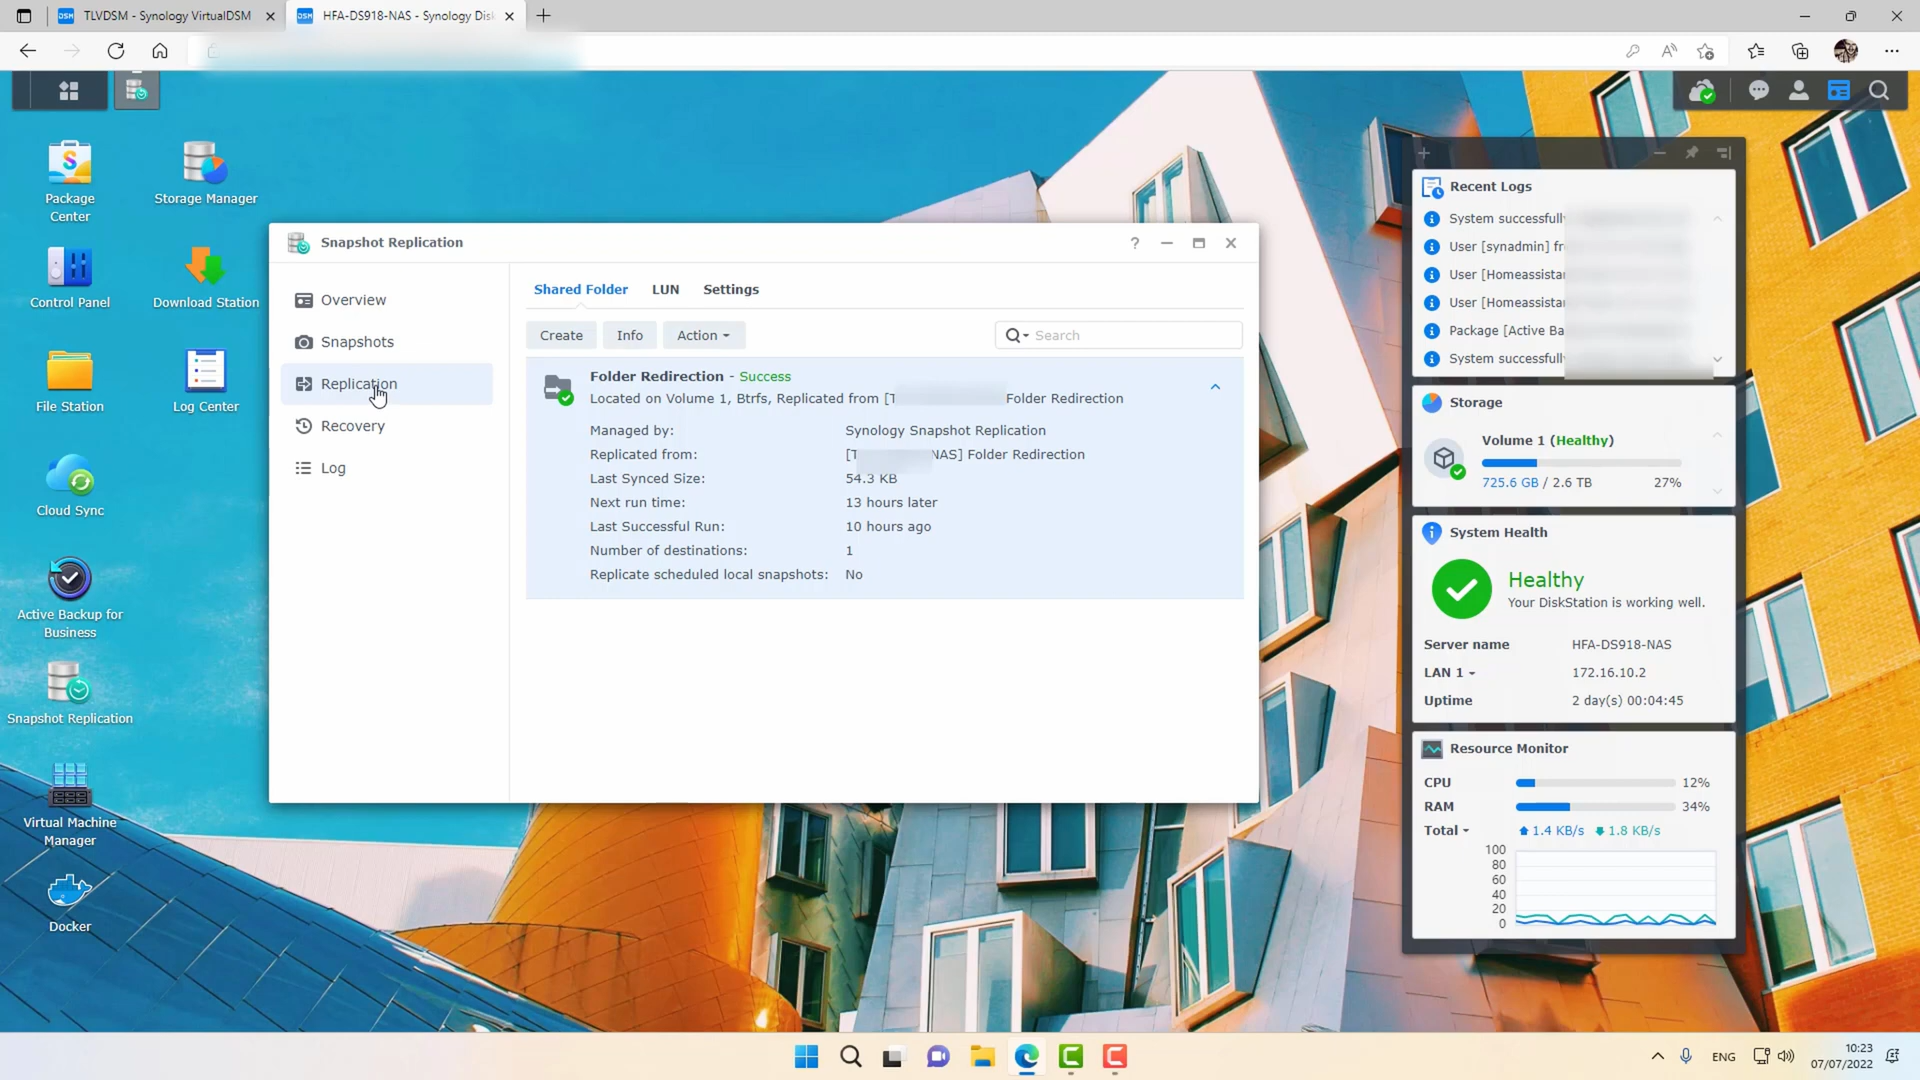 TLVDSM - Synology VirtualDSM
HFA-DS918-NAS - Synology Disk
Package
Center
Storage Manager
Control Panel
Download Station
File Station
Log Center
Cloud Sync
Active Backup for
Business
Snapshot Replication
Virtual Machine
Manager
Docker
Snapshot Replication
?
Overview
Snapshots
Replication
Recovery
Log
Shared Folder LUN Settings
Create Info Action Search
Folder Redirection - Success
Located on Volume 1, Btrfs, Replicated from [T Folder Redirection
Managed by: Synology Snapshot Replication
Replicated from: [T NAS] Folder Redirection
Last Synced Size: 54.3 KB
Next run time: 13 hours later
Last Successful Run: 10 hours ago
Number of destinations: 1
Replicate scheduled local snapshots: No
Recent Logs
System successfully
User [synadmin] fr
User [Homeassista
User [Homeassista
Package [Active Ba
System successfully
Storage
Volume 1 (Healthy)
725.6 GB / 2.6 TB 27%
System Health
Healthy
Your DiskStation is working well.
Server name HFA-DS918-NAS
LAN 1 172.16.10.2
Uptime 2 day(s) 00:04:45
Resource Monitor
CPU 12%
RAM 34%
Total 1.4 KB/s 1.8 KB/s
100
80
60
40
20
0
ENG
10:23
07/07/2022